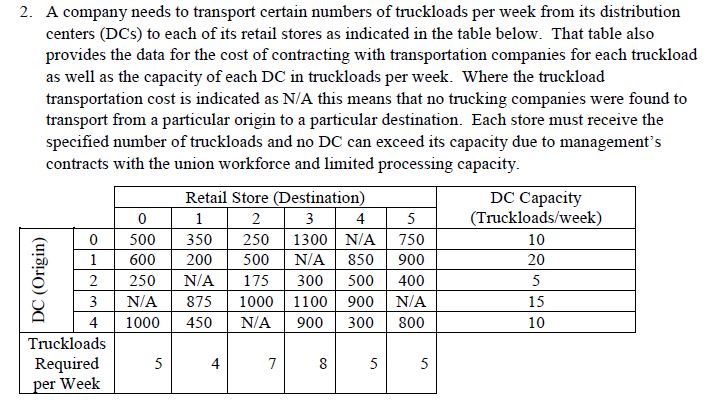 2. A company needs to transport certain numbers of truckloads per week from its distribution
centers (DCs) to each of its retail stores as indicated in the table below. That table also
provides the data for the cost of contracting with transportation companies for each truckload
as well as the capacity of each DC in truckloads per week. Where the truckload
transportation cost is indicated as N/A this means that no trucking companies were found to
transport from a particular origin to a particular destination. Each store must receive the
specified number of truckloads and no DC can exceed its capacity due to management's
contracts with the union workforce and limited processing capacity.
Retail Store (Destination) DC Capacity
0 1 2 3 4 5 (Truckloads/week)
DC (Origin)
0 500 350 250 1300 N/A 750 10
1 600 200 500 N/A 850 900 20
2 250 N/A 175 300 500 400 5
3 N/A 875 1000 1100 900 N/A 15
4 1000 450 N/A 900 300 800 10
Truckloads
Required 5 4 7 8 5 5
per Week